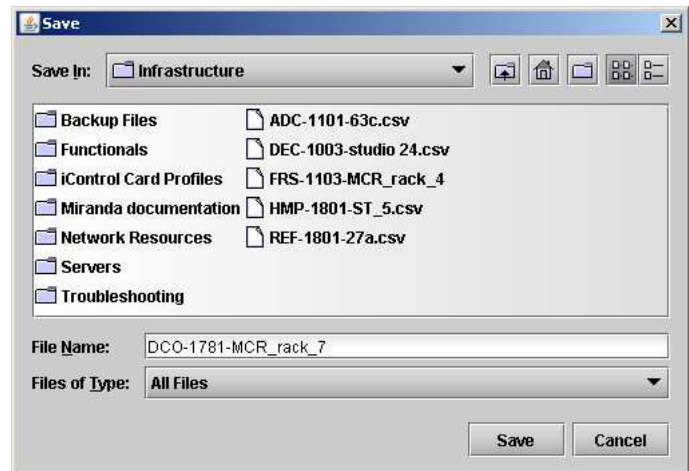 Save
Save In: Infrastructure
Backup Files
Functionals
iControl Card Profiles
Miranda documentation
Network Resources
Servers
Troubleshooting
ADC-1101-63c.csv
DEC-1003-studio 24.csv
FRS-1103-MCR_rack_4
HMP-1801-ST_5.csv
REF-1801-27a.csv
File Name: DCO-1781-MCR_rack_7
Files of Type: All Files
Save Cancel